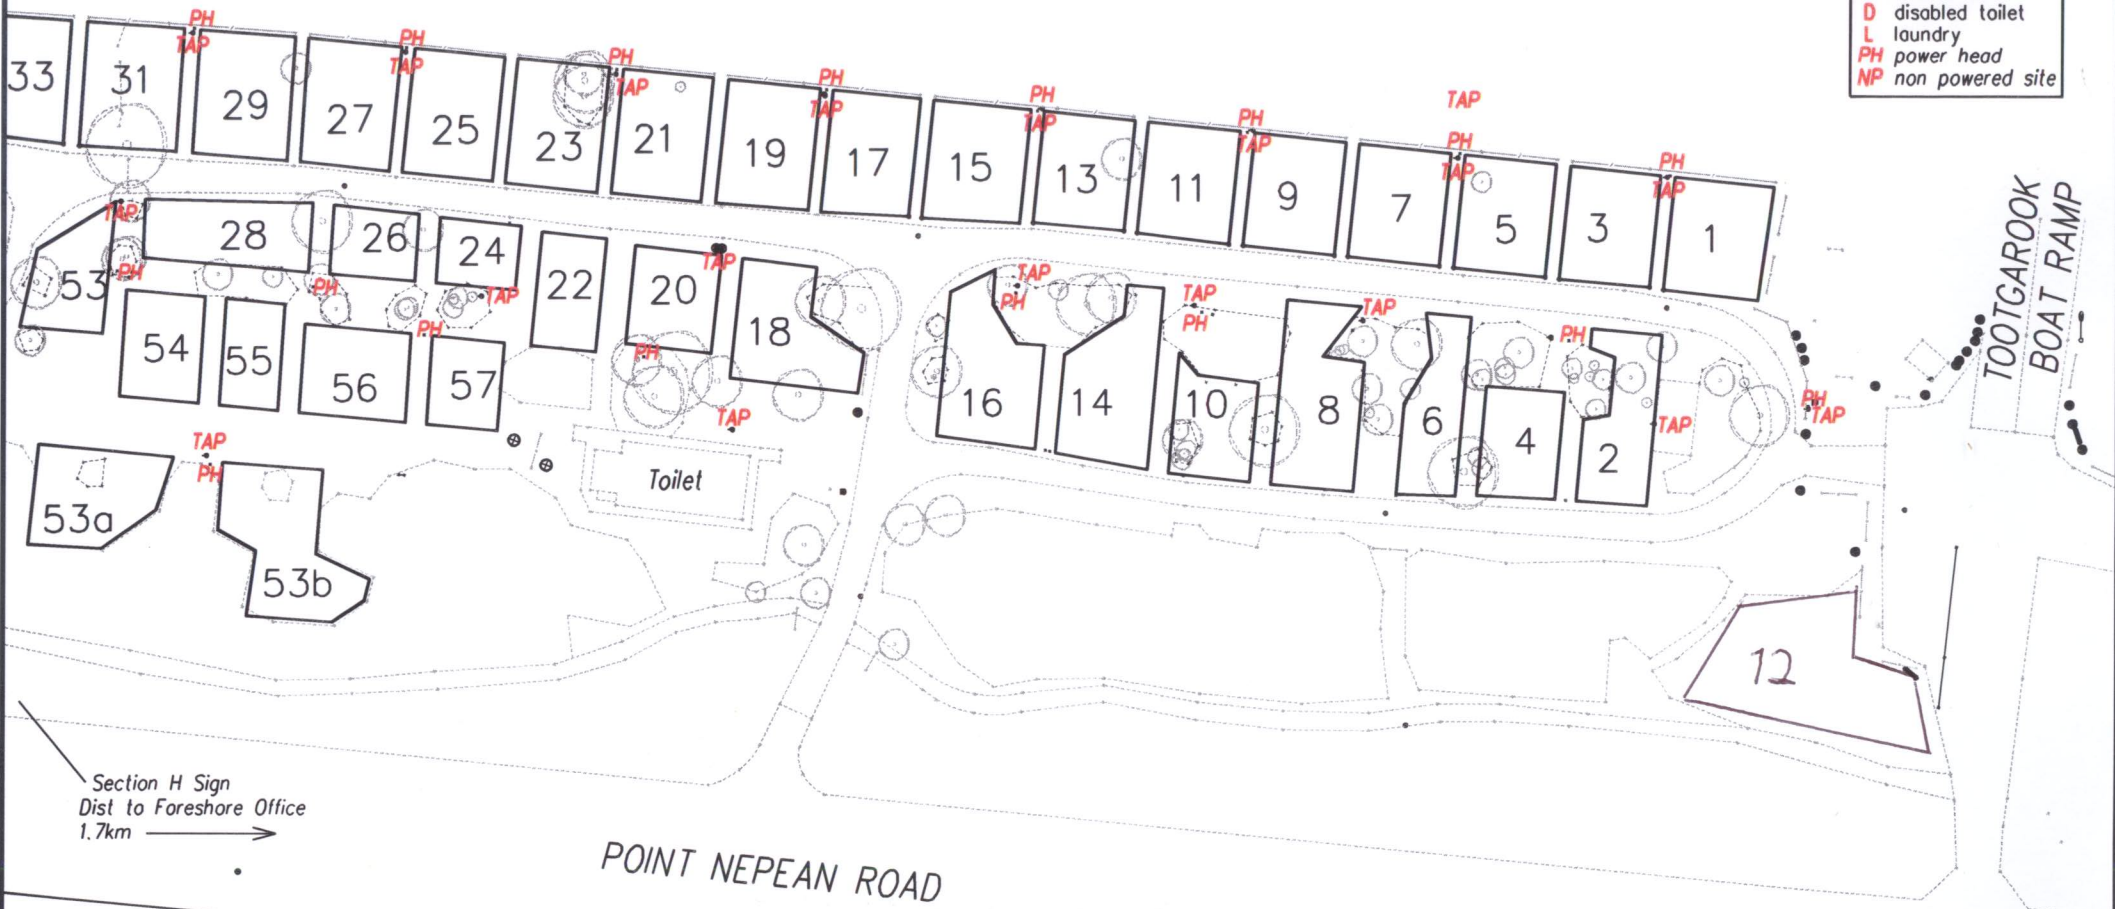 D disabled toilet
L laundry
PH power head
NP non powered site
PH
TAP
PH
TAP
PH
TAP
PH
TAP
PH
TAP
PH
TAP
TAP
PH
TAP
PH
TAP
33
31
29
27
25
23
21
19
17
15
13
11
9
7
5
3
1
TOOTGAROOK
BOAT RAMP
TAP
53
PH
28
PH
26
24
TAP
PH
22
20
TAP
PH
18
TAP
PH
TAP
PH
TAP
PH
PH
TAP
TAP
54
55
56
57
TAP
16
14
10
8
6
4
2
TAP
PH
53a
53b
Toilet
12
Section H Sign
Dist to Foreshore Office
1.7km
POINT NEPEAN ROAD